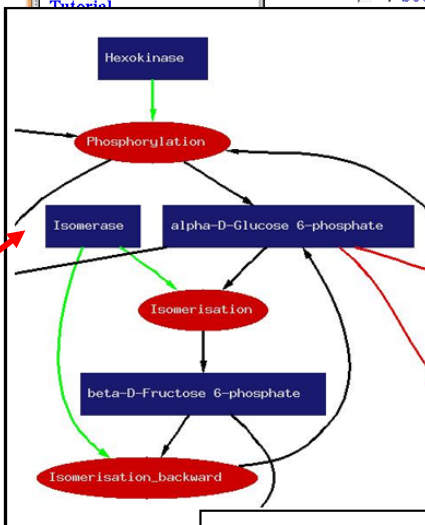 Tutorial
Hexokinase
Phosphorylation
Isomerase
alpha-D-Glucose 6-phosphate
Isomerisation
beta-D-Fructose 6-phosphate
Isomerisation_backward